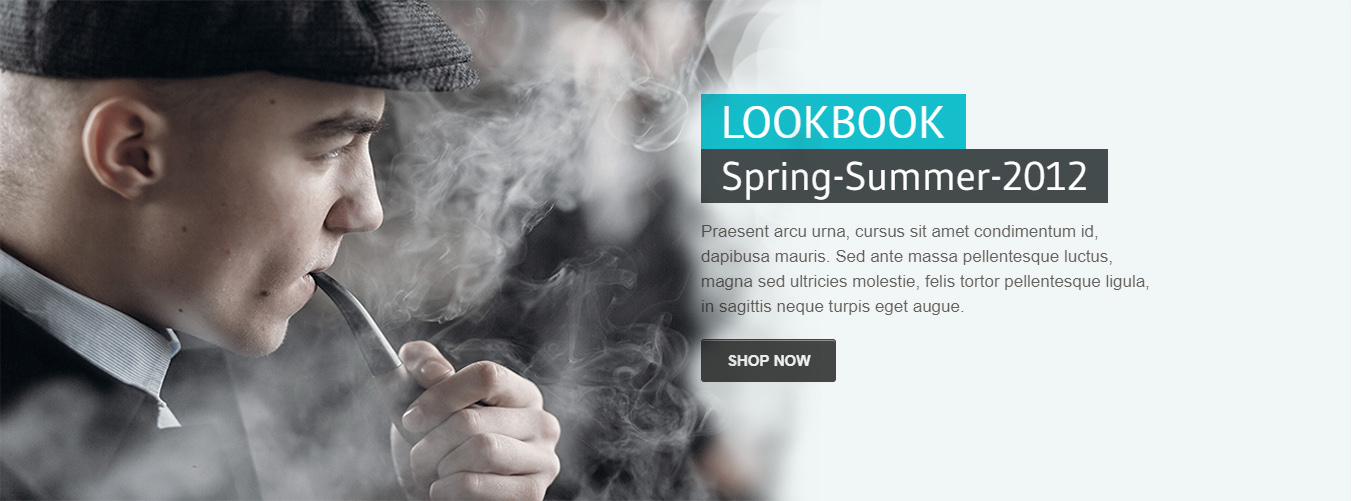 LOOKBOOK
Spring-Summer-2012
Praesent arcu urna, cursus sit amet condimentum id,
dapibusa mauris. Sed ante massa pellentesque luctus,
magna sed ultricies molestie, felis tortor pellentesque ligula,
in sagittis neque turpis eget augue.
SHOP NOW